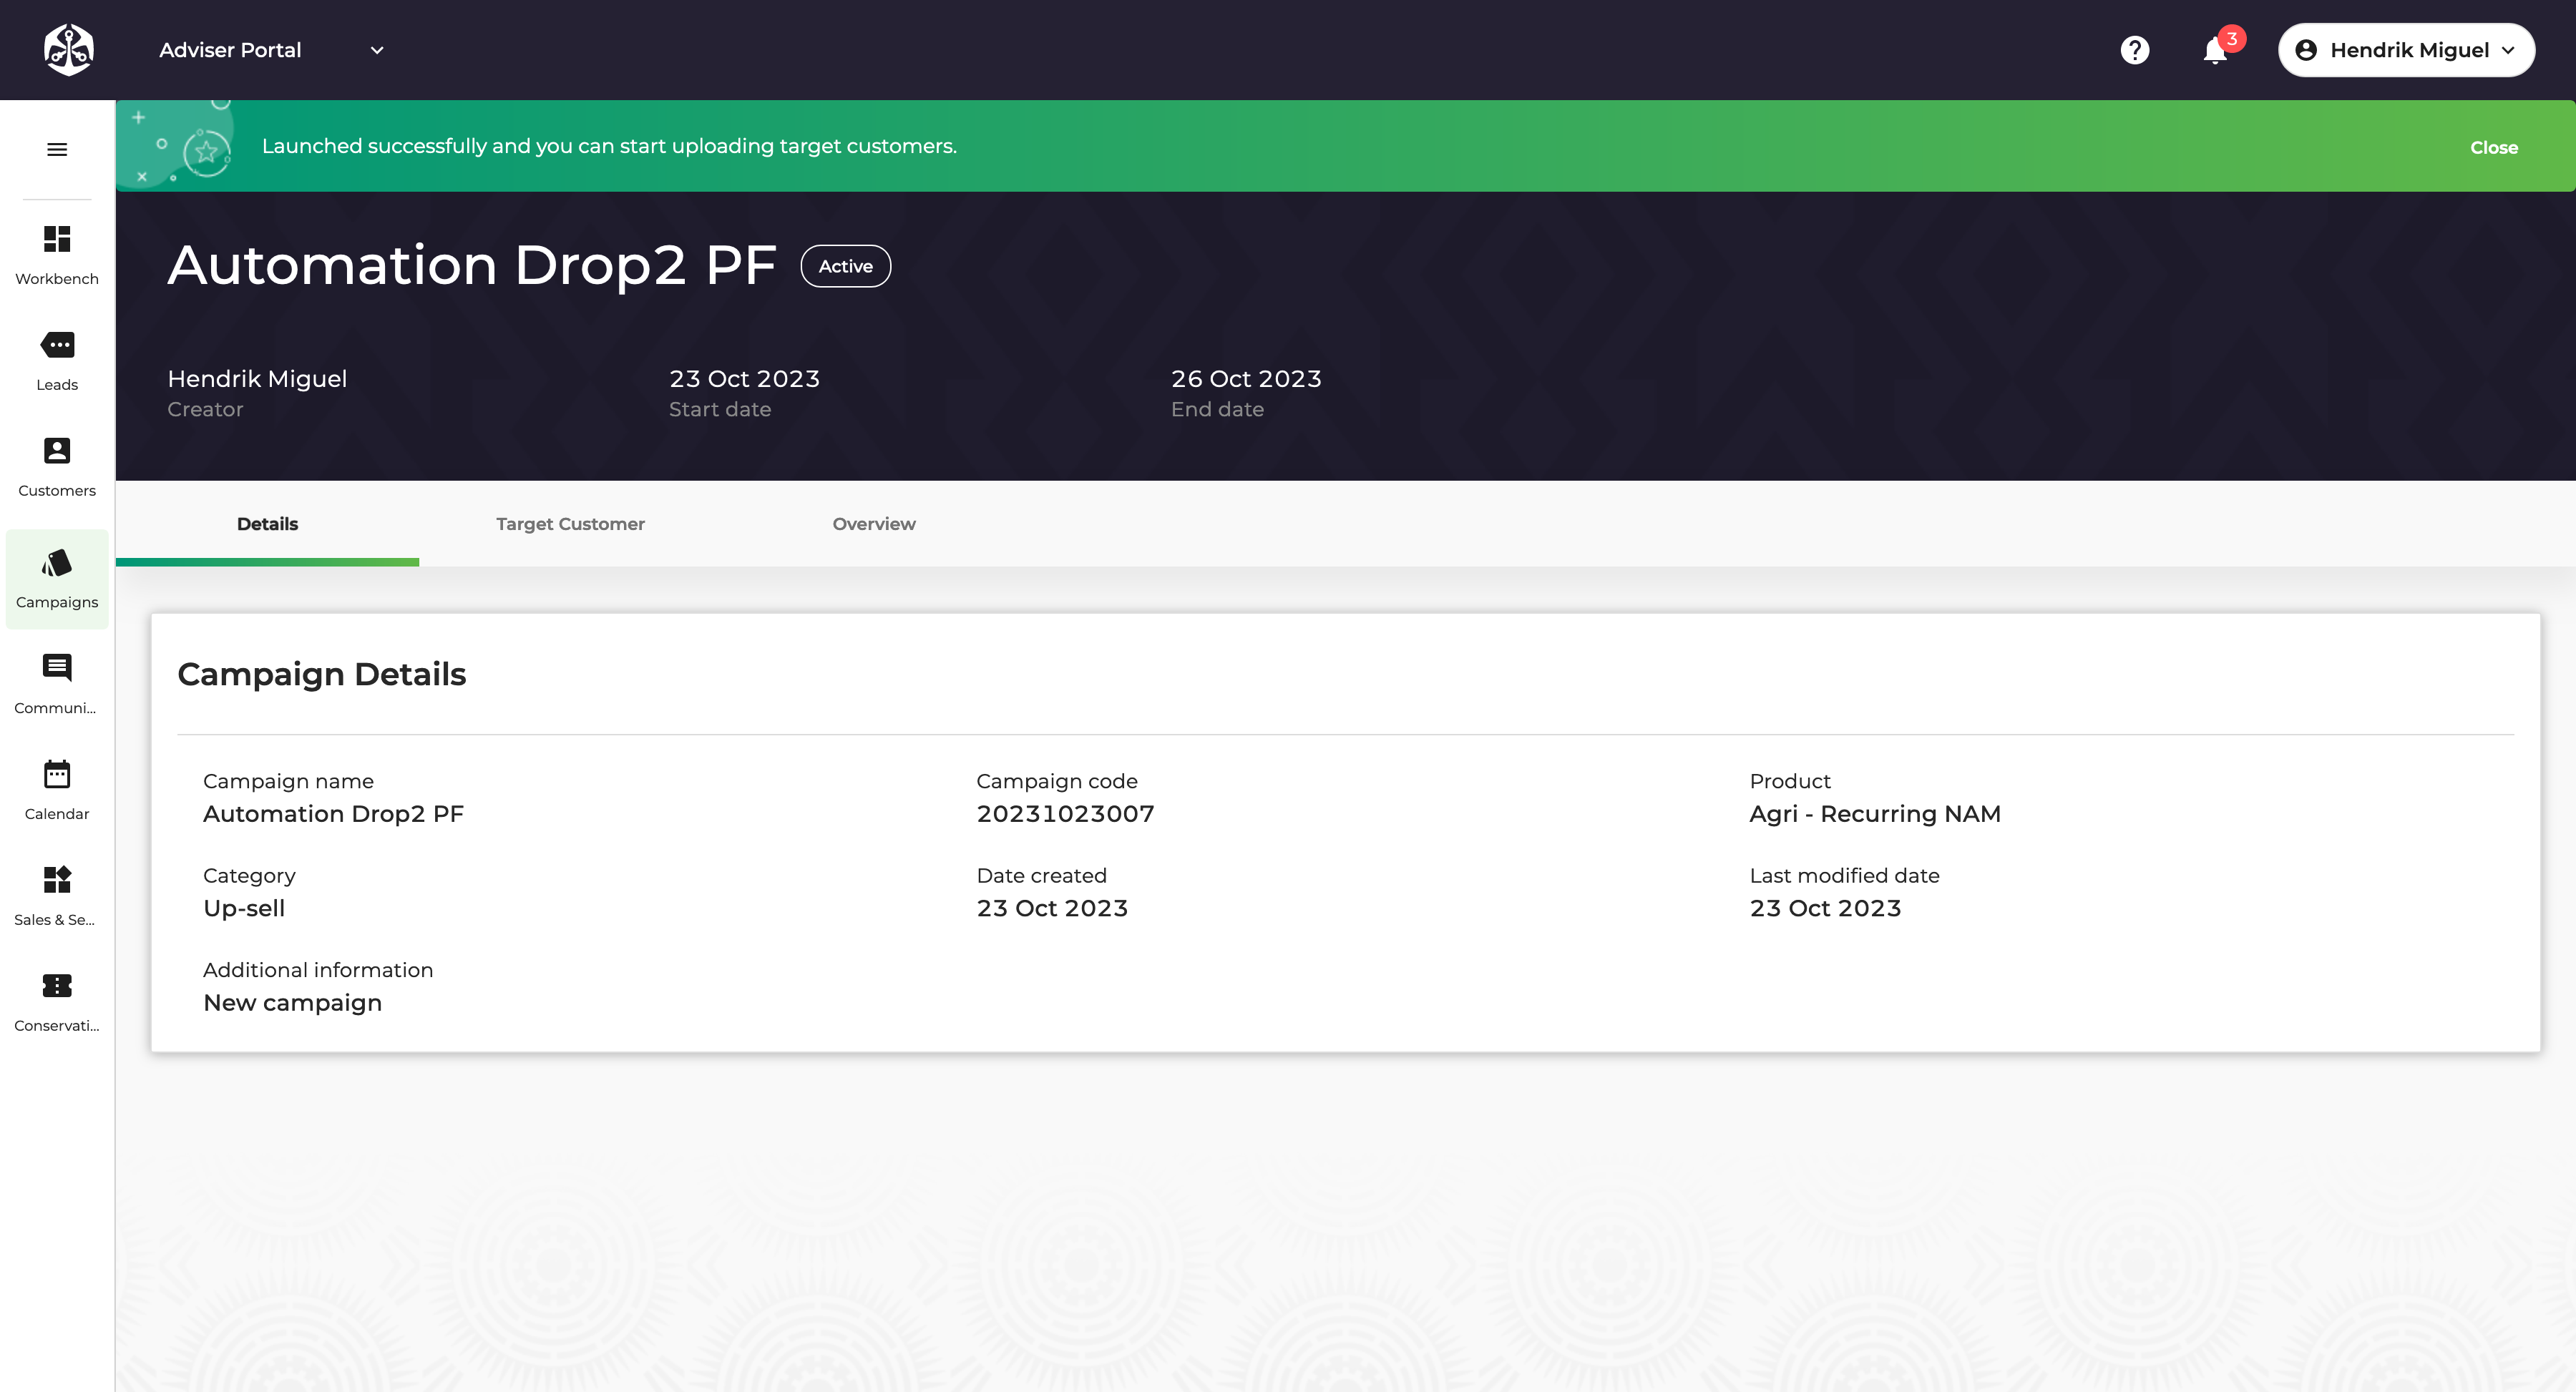 Adviser Portal
3
Hendrik Miguel
Launched successfully and you can start uploading target customers.
Close
Workbench
Leads
Customers
Campaigns
Communi...
Calendar
Sales & Se...
Conservati...
Automation Drop2 PF
Active
Hendrik Miguel
Creator
23 Oct 2023
Start date
26 Oct 2023
End date
Details
Target Customer
Overview
Campaign Details
Campaign name
Automation Drop2 PF
Campaign code
20231023007
Product
Agri - Recurring NAM
Category
Up-sell
Date created
23 Oct 2023
Last modified date
23 Oct 2023
Additional information
New campaign